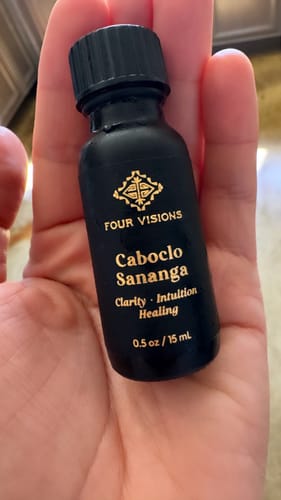 FOUR VISIONS
Caboclo
Sananga
Clarity · Intuition
Healing
0.5 oz / 15 mL